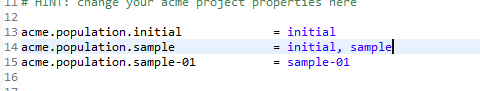 11 # HINT: change your acme project properties here
12
13 acme.population.initial = initial
14 acme.population.sample = initial, sample
15 acme.population.sample-01 = sample-01
16